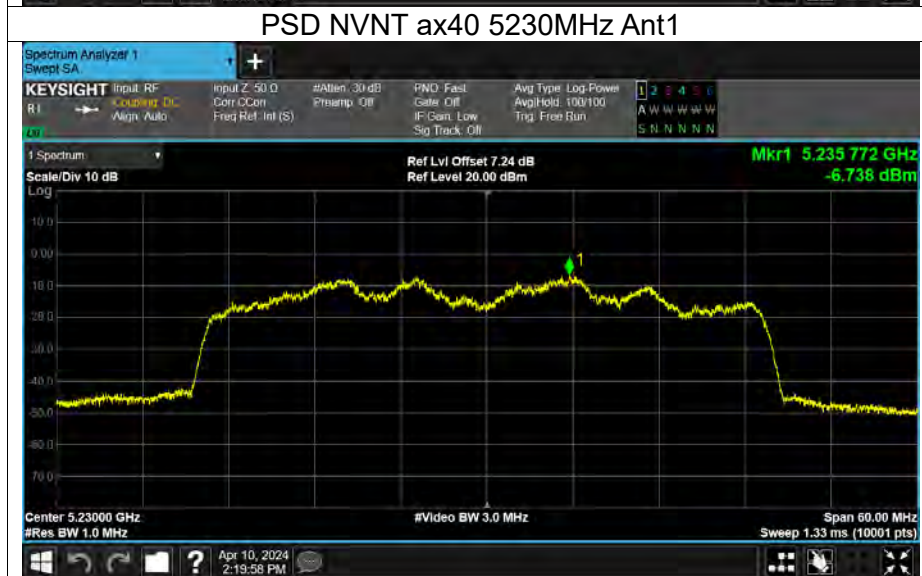 PSD NVNT ax40 5230MHz Ant1
Spectrum Analyzer 1
Swept SA
+
KEYSIGHT Input: RF Input Z: 50 Ω #Atten: 30 dB PNO: Fast Avg Type: Log-Power 1 2 3 4 5 6
Coupling: DC Corr CCorr Preamp: Off Gate: Off Avg|Hold: 100/100 A W W W W W
Align: Auto Freq Ref: Int (S) IF Gain: Low Trig: Free Run S N N N N N
Sig Track: Off
1 Spectrum Ref Lvl Offset 7.24 dB Mkr1 5.235 772 GHz
Scale/Div 10 dB Ref Level 20.00 dBm -6.738 dBm
Log
10.0
0.00
1
-10.0
-20.0
-30.0
-40.0
-50.0
-60.0
-70.0
Center 5.23000 GHz #Video BW 3.0 MHz Span 60.00 MHz
#Res BW 1.0 MHz Sweep 1.33 ms (10001 pts)
? Apr 10, 2024
2:19:58 PM